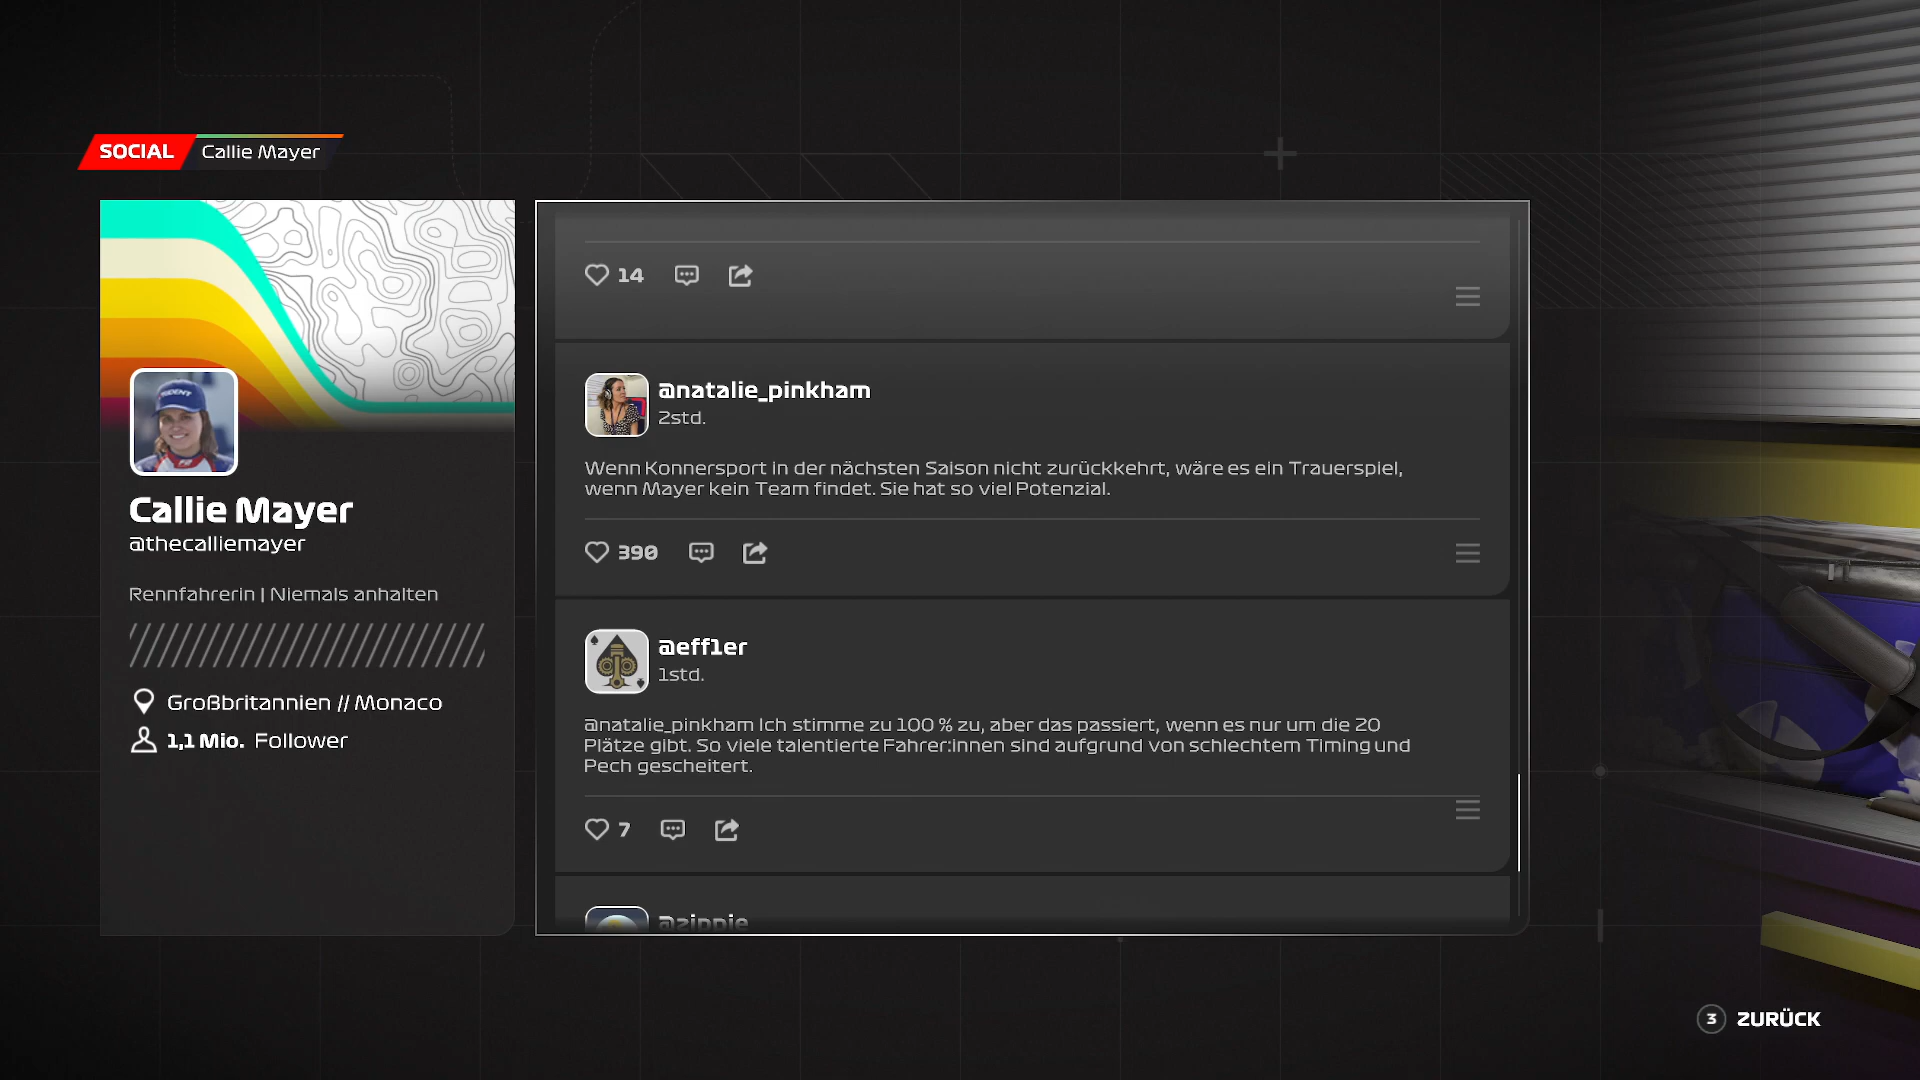 SOCIAL Callie Mayer
Callie Mayer
@thecalliemayer
Rennfahrerin | Niemals anhalten
Großbritannien // Monaco
1,1 Mio. Follower
14
@natalie_pinkham
2std.
Wenn Konnersport in der nächsten Saison nicht zurückkehrt, wäre es ein Trauerspiel,
wenn Mayer kein Team findet. Sie hat so viel Potenzial.
390
@eff1er
1std.
@natalie_pinkham Ich stimme zu 100 % zu, aber das passiert, wenn es nur um die 20
Plätze gibt. So viele talentierte Fahrer:innen sind aufgrund von schlechtem Timing und
Pech gescheitert.
7
@zippie
3 ZURÜCK